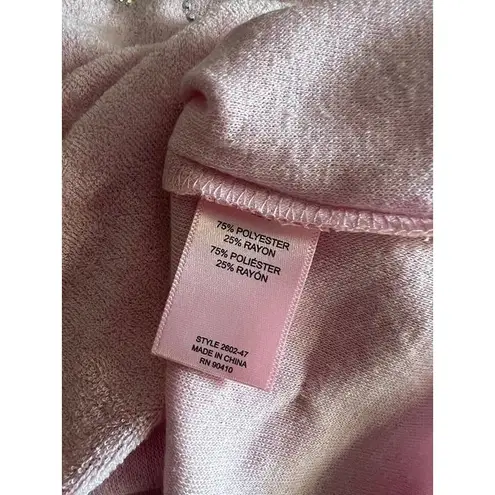 75% POLYESTER
25% RAYON
75% POLIÉSTER
25% RAYÓN
STYLE 2602-47
MADE IN CHINA
RN 90410